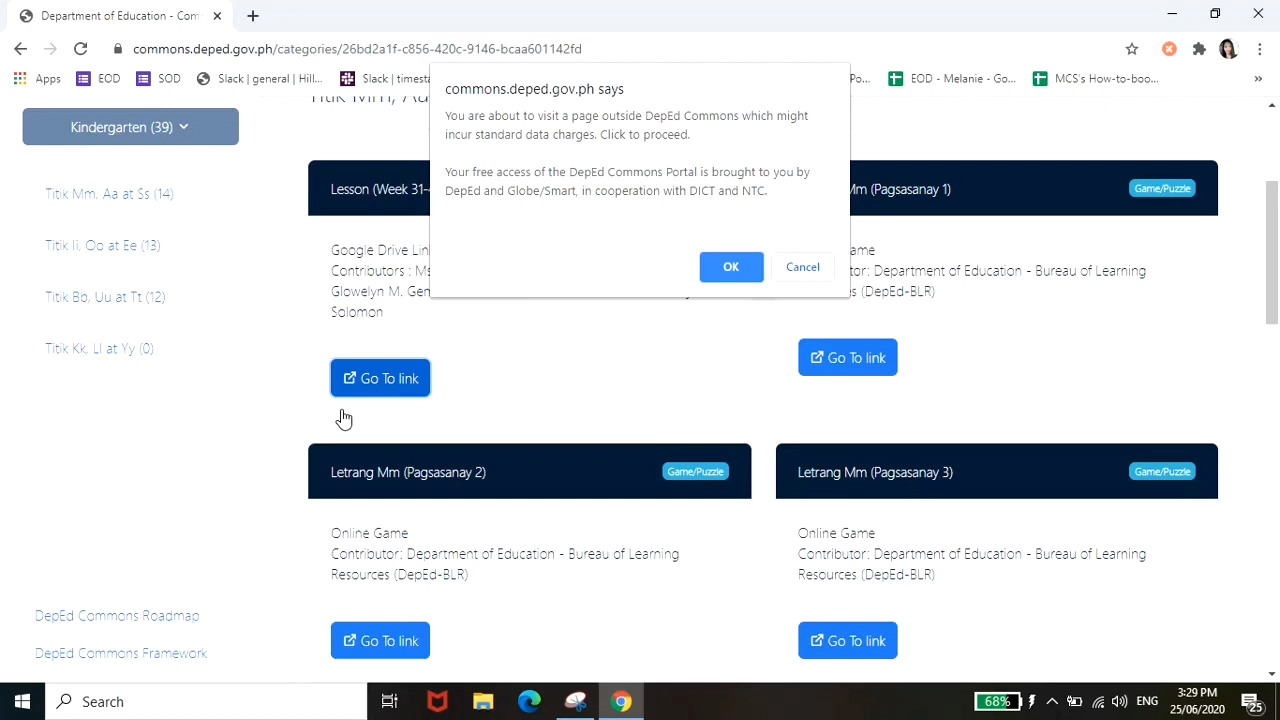 Department of Education - Com
commons.deped.gov.ph/categories/26bd2a1f-c856-420c-9146-bcaa601142fd
Apps
EOD
SOD
Slack | general | Hill...
Slack | timesta
Po...
EOD - Melanie - Go...
MCS's How-to-boo...
»
commons.deped.gov.ph says
You are about to visit a page outside DepEd Commons which might
incur standard data charges. Click to proceed.
Your free access of the DepEd Commons Portal is brought to you by
DepEd and Globe/Smart, in cooperation with DICT and NTC.
OK
Cancel
Kindergarten (39)
Titik Mm, Aa at Ss (14)
Titik Ii, Oo at Ee (13)
Titik Bb, Uu at Tt (12)
Titik Kk, Ll at Yy (0)
DepEd Commons Roadmap
DepEd Commons Framework
Titik Mm, Aa
Lesson (Week 31-
Google Drive Lin
Contributors : Ms
Glowelyn M. Gem
Solomon
Go To link
Mm (Pagsasanay 1)
Game/Puzzle
ame
tor: Department of Education - Bureau of Learning
es (DepEd-BLR)
Go To link
Letrang Mm (Pagsasanay 2)
Game/Puzzle
Online Game
Contributor: Department of Education - Bureau of Learning
Resources (DepEd-BLR)
Go To link
Letrang Mm (Pagsasanay 3)
Game/Puzzle
Online Game
Contributor: Department of Education - Bureau of Learning
Resources (DepEd-BLR)
Go To link
Search
68%
ENG
3:29 PM
25/06/2020
25